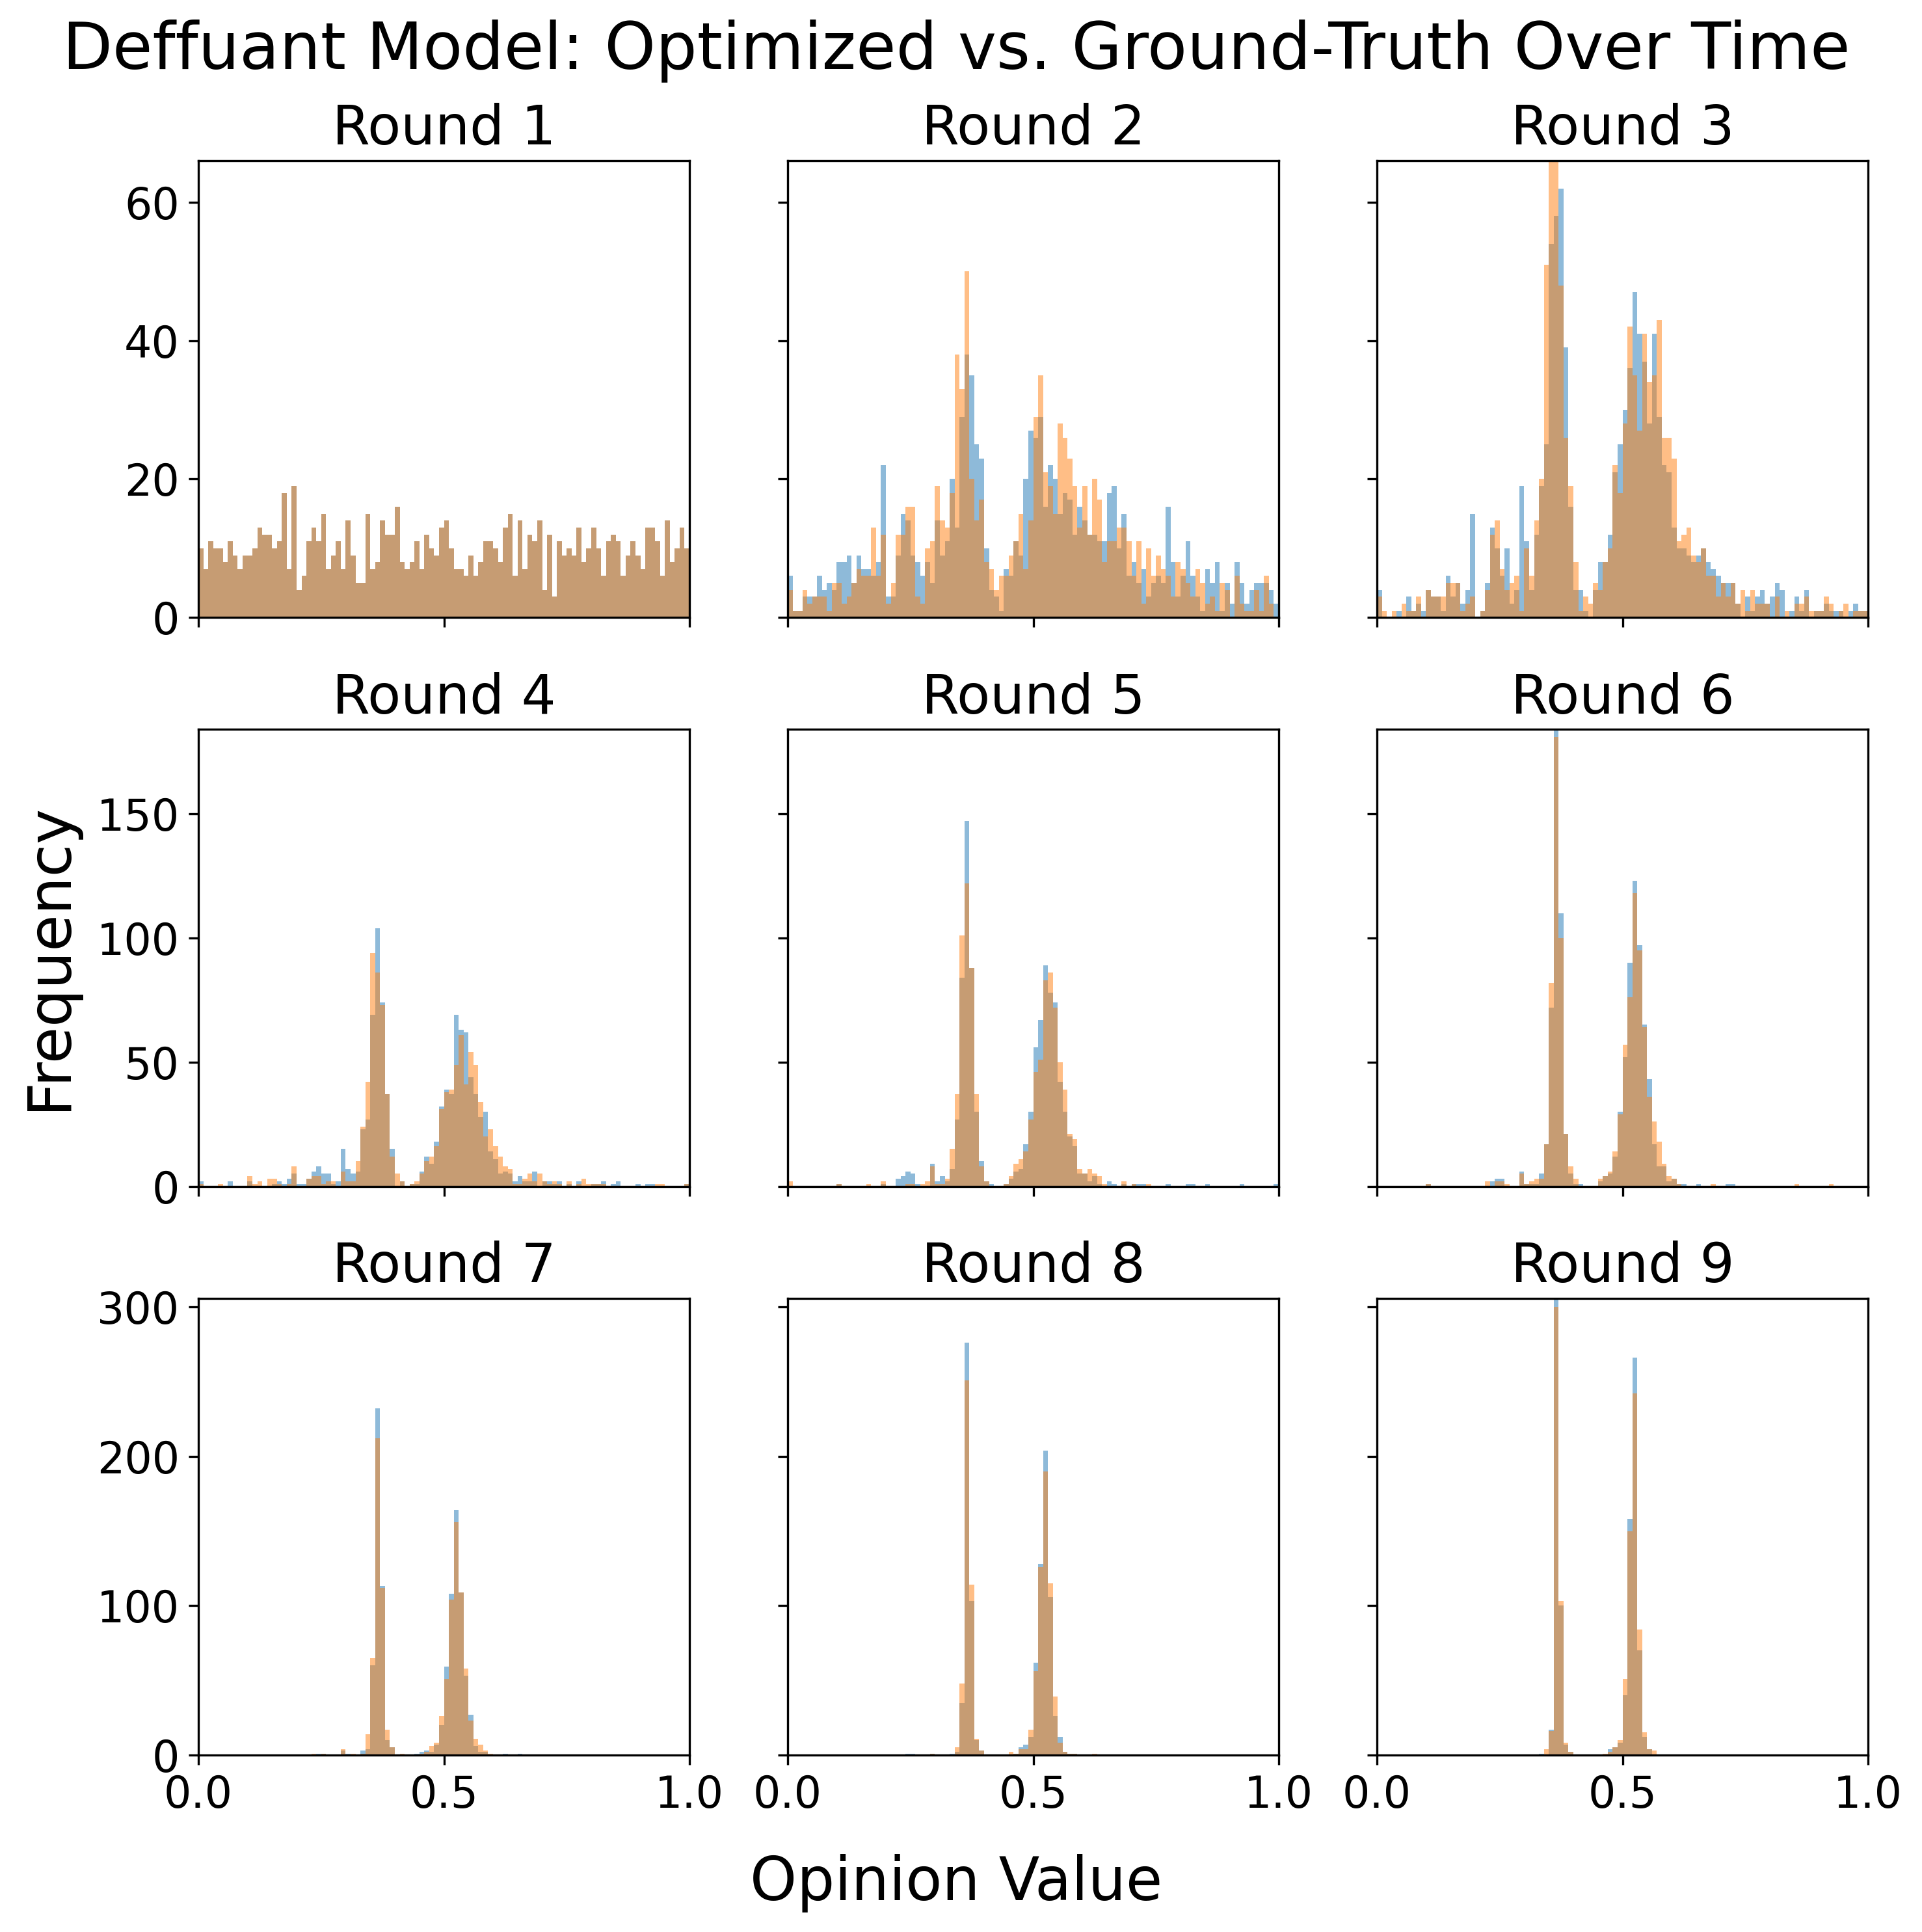 Deffuant Model: Optimized vs. Ground-Truth Over Time
Round 1
Round 2
Round 3
60
40
20
0
Round 4
Round 5
Round 6
150
100
50
0
Frequency
Round 7
Round 8
Round 9
300
200
100
0
0.0 0.5 1.0 0.0 0.5 1.0 0.0 0.5 1.0
Opinion Value